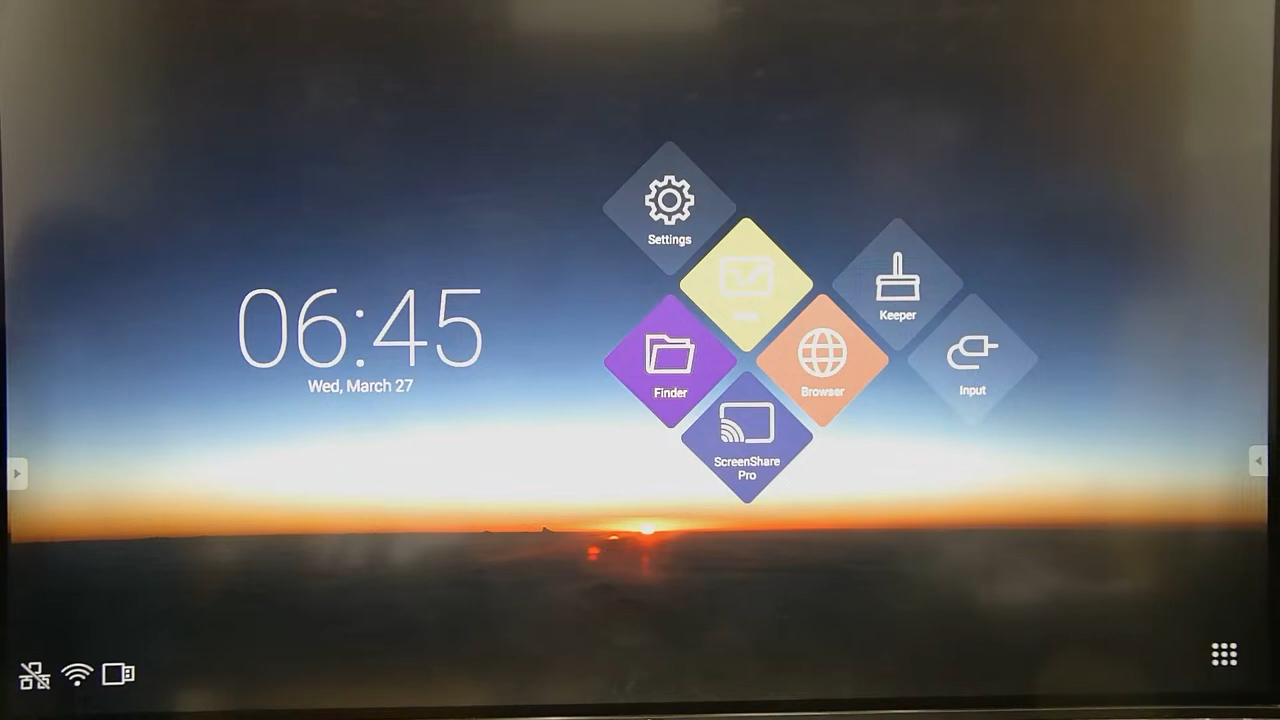 06:45
Wed, March 27
Settings
Keeper
Finder
Browser
Input
ScreenShare
Pro